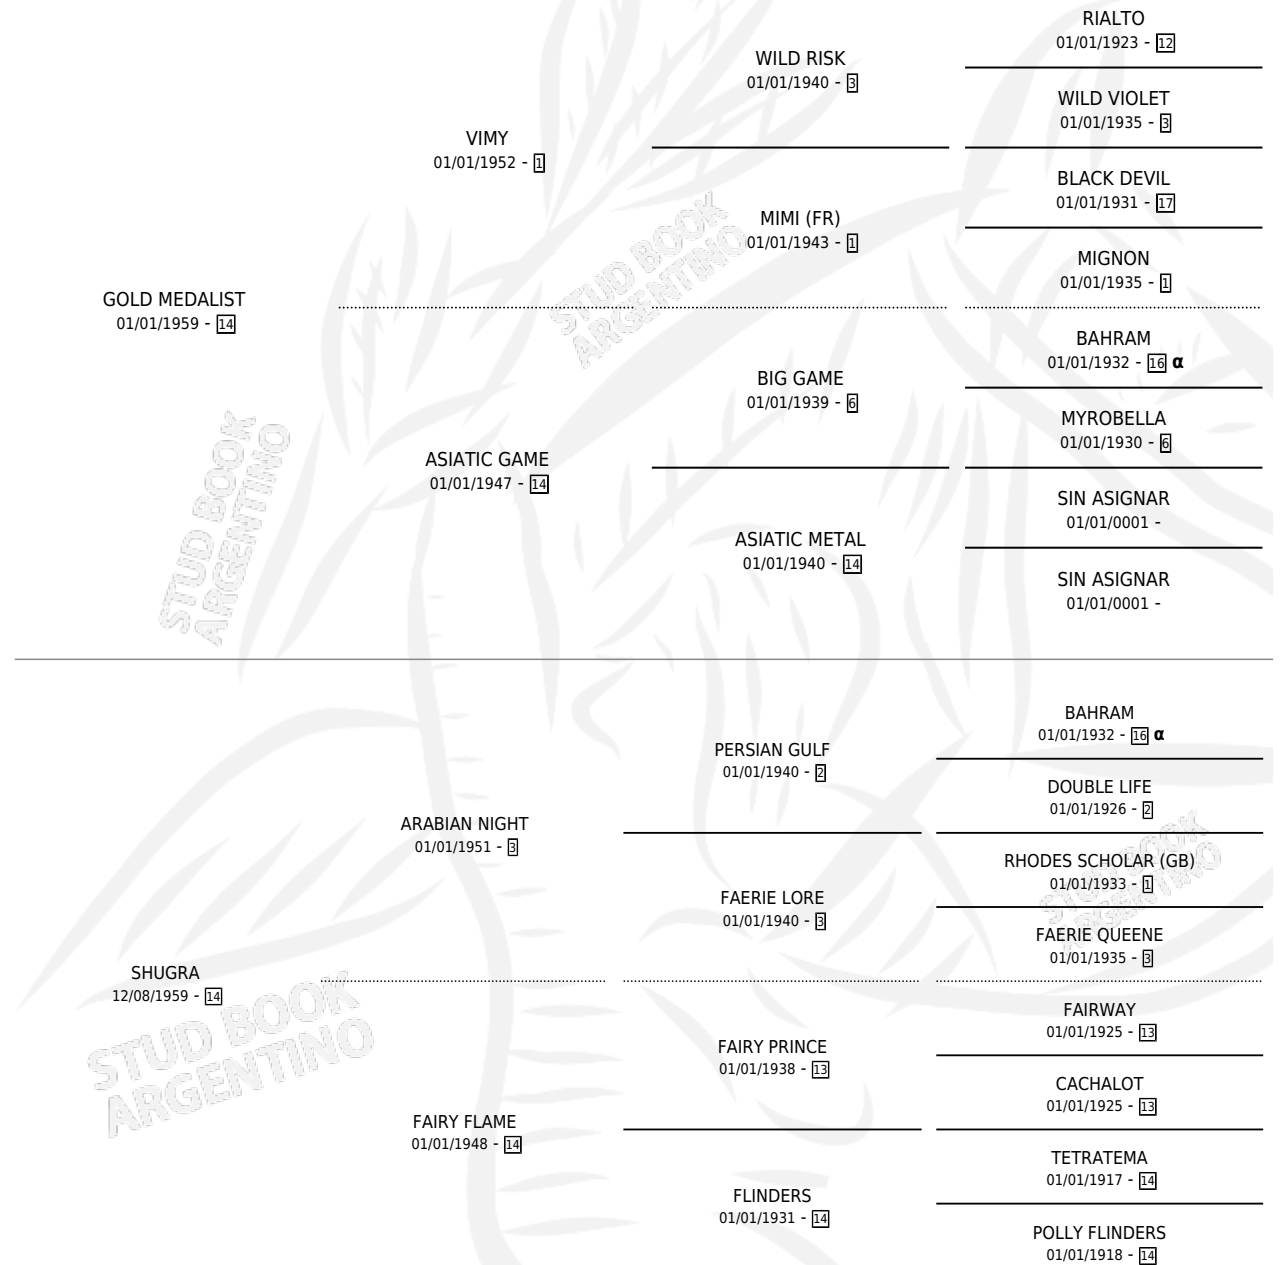 RIALTO
01/01/1923 - 12
WILD RISK
01/01/1940 - 3
WILD VIOLET
01/01/1935 - 3
VIMY
01/01/1952 - 1
BLACK DEVIL
01/01/1931 - 17
MIMI (FR)
01/01/1943 - 1
MIGNON
01/01/1935 - 1
GOLD MEDALIST
01/01/1959 - 14
BAHRAM
01/01/1932 - 16 α
BIG GAME
01/01/1939 - 6
MYROBELLA
01/01/1930 - 6
ASIATIC GAME
01/01/1947 - 14
SIN ASIGNAR
01/01/0001 -
ASIATIC METAL
01/01/1940 - 14
SIN ASIGNAR
01/01/0001 -
BAHRAM
01/01/1932 - 16 α
PERSIAN GULF
01/01/1940 - 2
DOUBLE LIFE
01/01/1926 - 2
ARABIAN NIGHT
01/01/1951 - 3
RHODES SCHOLAR (GB)
01/01/1933 - 1
FAERIE LORE
01/01/1940 - 3
FAERIE QUEENE
01/01/1935 - 3
SHUGRA
12/08/1959 - 14
FAIRWAY
01/01/1925 - 13
FAIRY PRINCE
01/01/1938 - 13
CACHALOT
01/01/1925 - 13
FAIRY FLAME
01/01/1948 - 14
TETRATEMA
01/01/1917 - 14
FLINDERS
01/01/1931 - 14
POLLY FLINDERS
01/01/1918 - 14
STUD BOOK
ARGENTINO
STUD BOOK
ARGENTINO
STUD BOOK
ARGENTINO
STUD BOOK
ARGENTINO